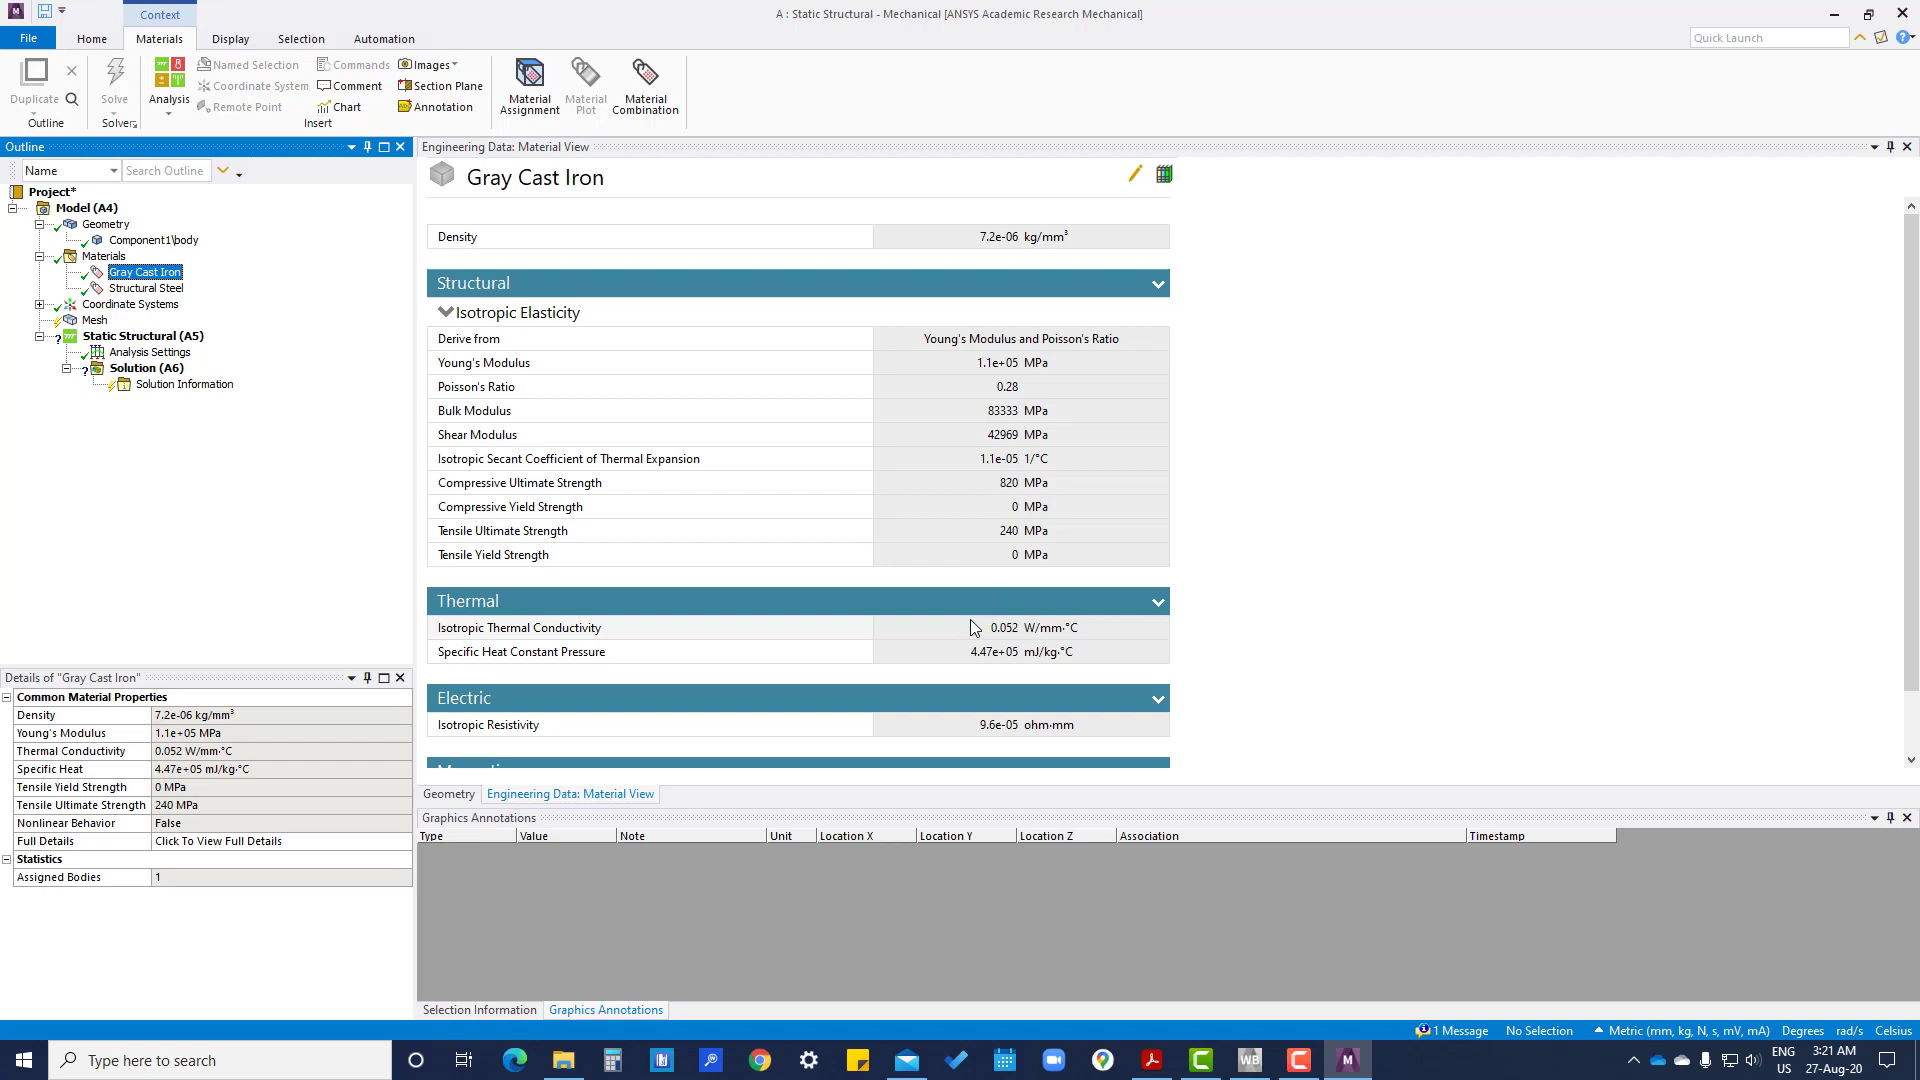 Context
A : Static Structural - Mechanical [ANSYS Academic Research Mechanical]
File Home Materials Display Selection Automation
Quick Launch
Duplicate
Outline
Solve
Solver
Analysis
Named Selection
Coordinate System
Remote Point
Commands
Comment
Chart
Images
Section Plane
Annotation
Insert
Material Assignment
Material Plot
Material Combination
Outline
Name Search Outline
Project*
Model (A4)
Geometry
Component1\body
Materials
Gray Cast Iron
Structural Steel
Coordinate Systems
Mesh
Static Structural (A5)
Analysis Settings
Solution (A6)
Solution Information
Details of "Gray Cast Iron"
Common Material Properties
Density 7.2e-06 kg/mm³
Young's Modulus 1.1e+05 MPa
Thermal Conductivity 0.052 W/mm·°C
Specific Heat 4.47e+05 mJ/kg·°C
Tensile Yield Strength 0 MPa
Tensile Ultimate Strength 240 MPa
Nonlinear Behavior False
Full Details Click To View Full Details
Statistics
Assigned Bodies 1
Engineering Data: Material View
Gray Cast Iron
Density 7.2e-06 kg/mm³
Structural
Isotropic Elasticity
Derive from Young's Modulus and Poisson's Ratio
Young's Modulus 1.1e+05 MPa
Poisson's Ratio 0.28
Bulk Modulus 83333 MPa
Shear Modulus 42969 MPa
Isotropic Secant Coefficient of Thermal Expansion 1.1e-05 1/°C
Compressive Ultimate Strength 820 MPa
Compressive Yield Strength 0 MPa
Tensile Ultimate Strength 240 MPa
Tensile Yield Strength 0 MPa
Thermal
Isotropic Thermal Conductivity 0.052 W/mm·°C
Specific Heat Constant Pressure 4.47e+05 mJ/kg·°C
Electric
Isotropic Resistivity 9.6e-05 ohm·mm
Geometry Engineering Data: Material View
Graphics Annotations
Type Value Note Unit Location X Location Y Location Z Association Timestamp
Selection Information Graphics Annotations
1 Message No Selection Metric (mm, kg, N, s, mV, mA) Degrees rad/s Celsius
Type here to search
WB
ENG
US
3:21 AM
27-Aug-20